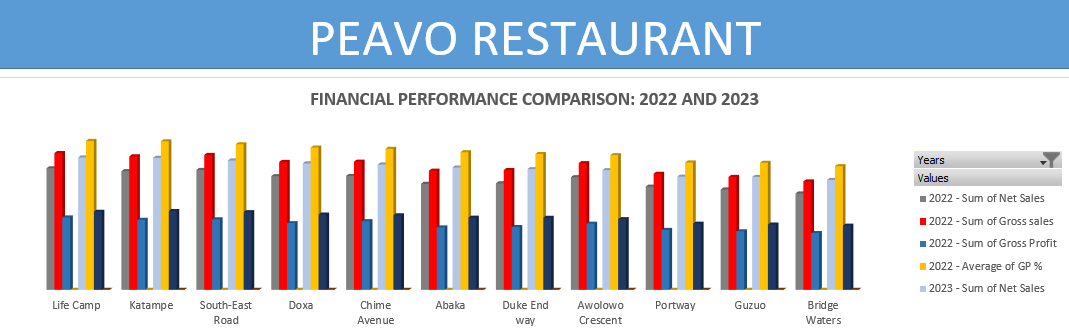 PEAVO RESTAURANT
FINANCIAL PERFORMANCE COMPARISON: 2022 AND 2023
Years
Values
2022 - Sum of Net Sales
2022 - Sum of Gross sales
2022 - Sum of Gross Profit
2022 - Average of GP %
2023 - Sum of Net Sales
Life Camp
Katampe
South-East
Road
Doxa
Chime
Avenue
Abaka
Duke End
way
Awolowo
Crescent
Portway
Guzuo
Bridge
Waters